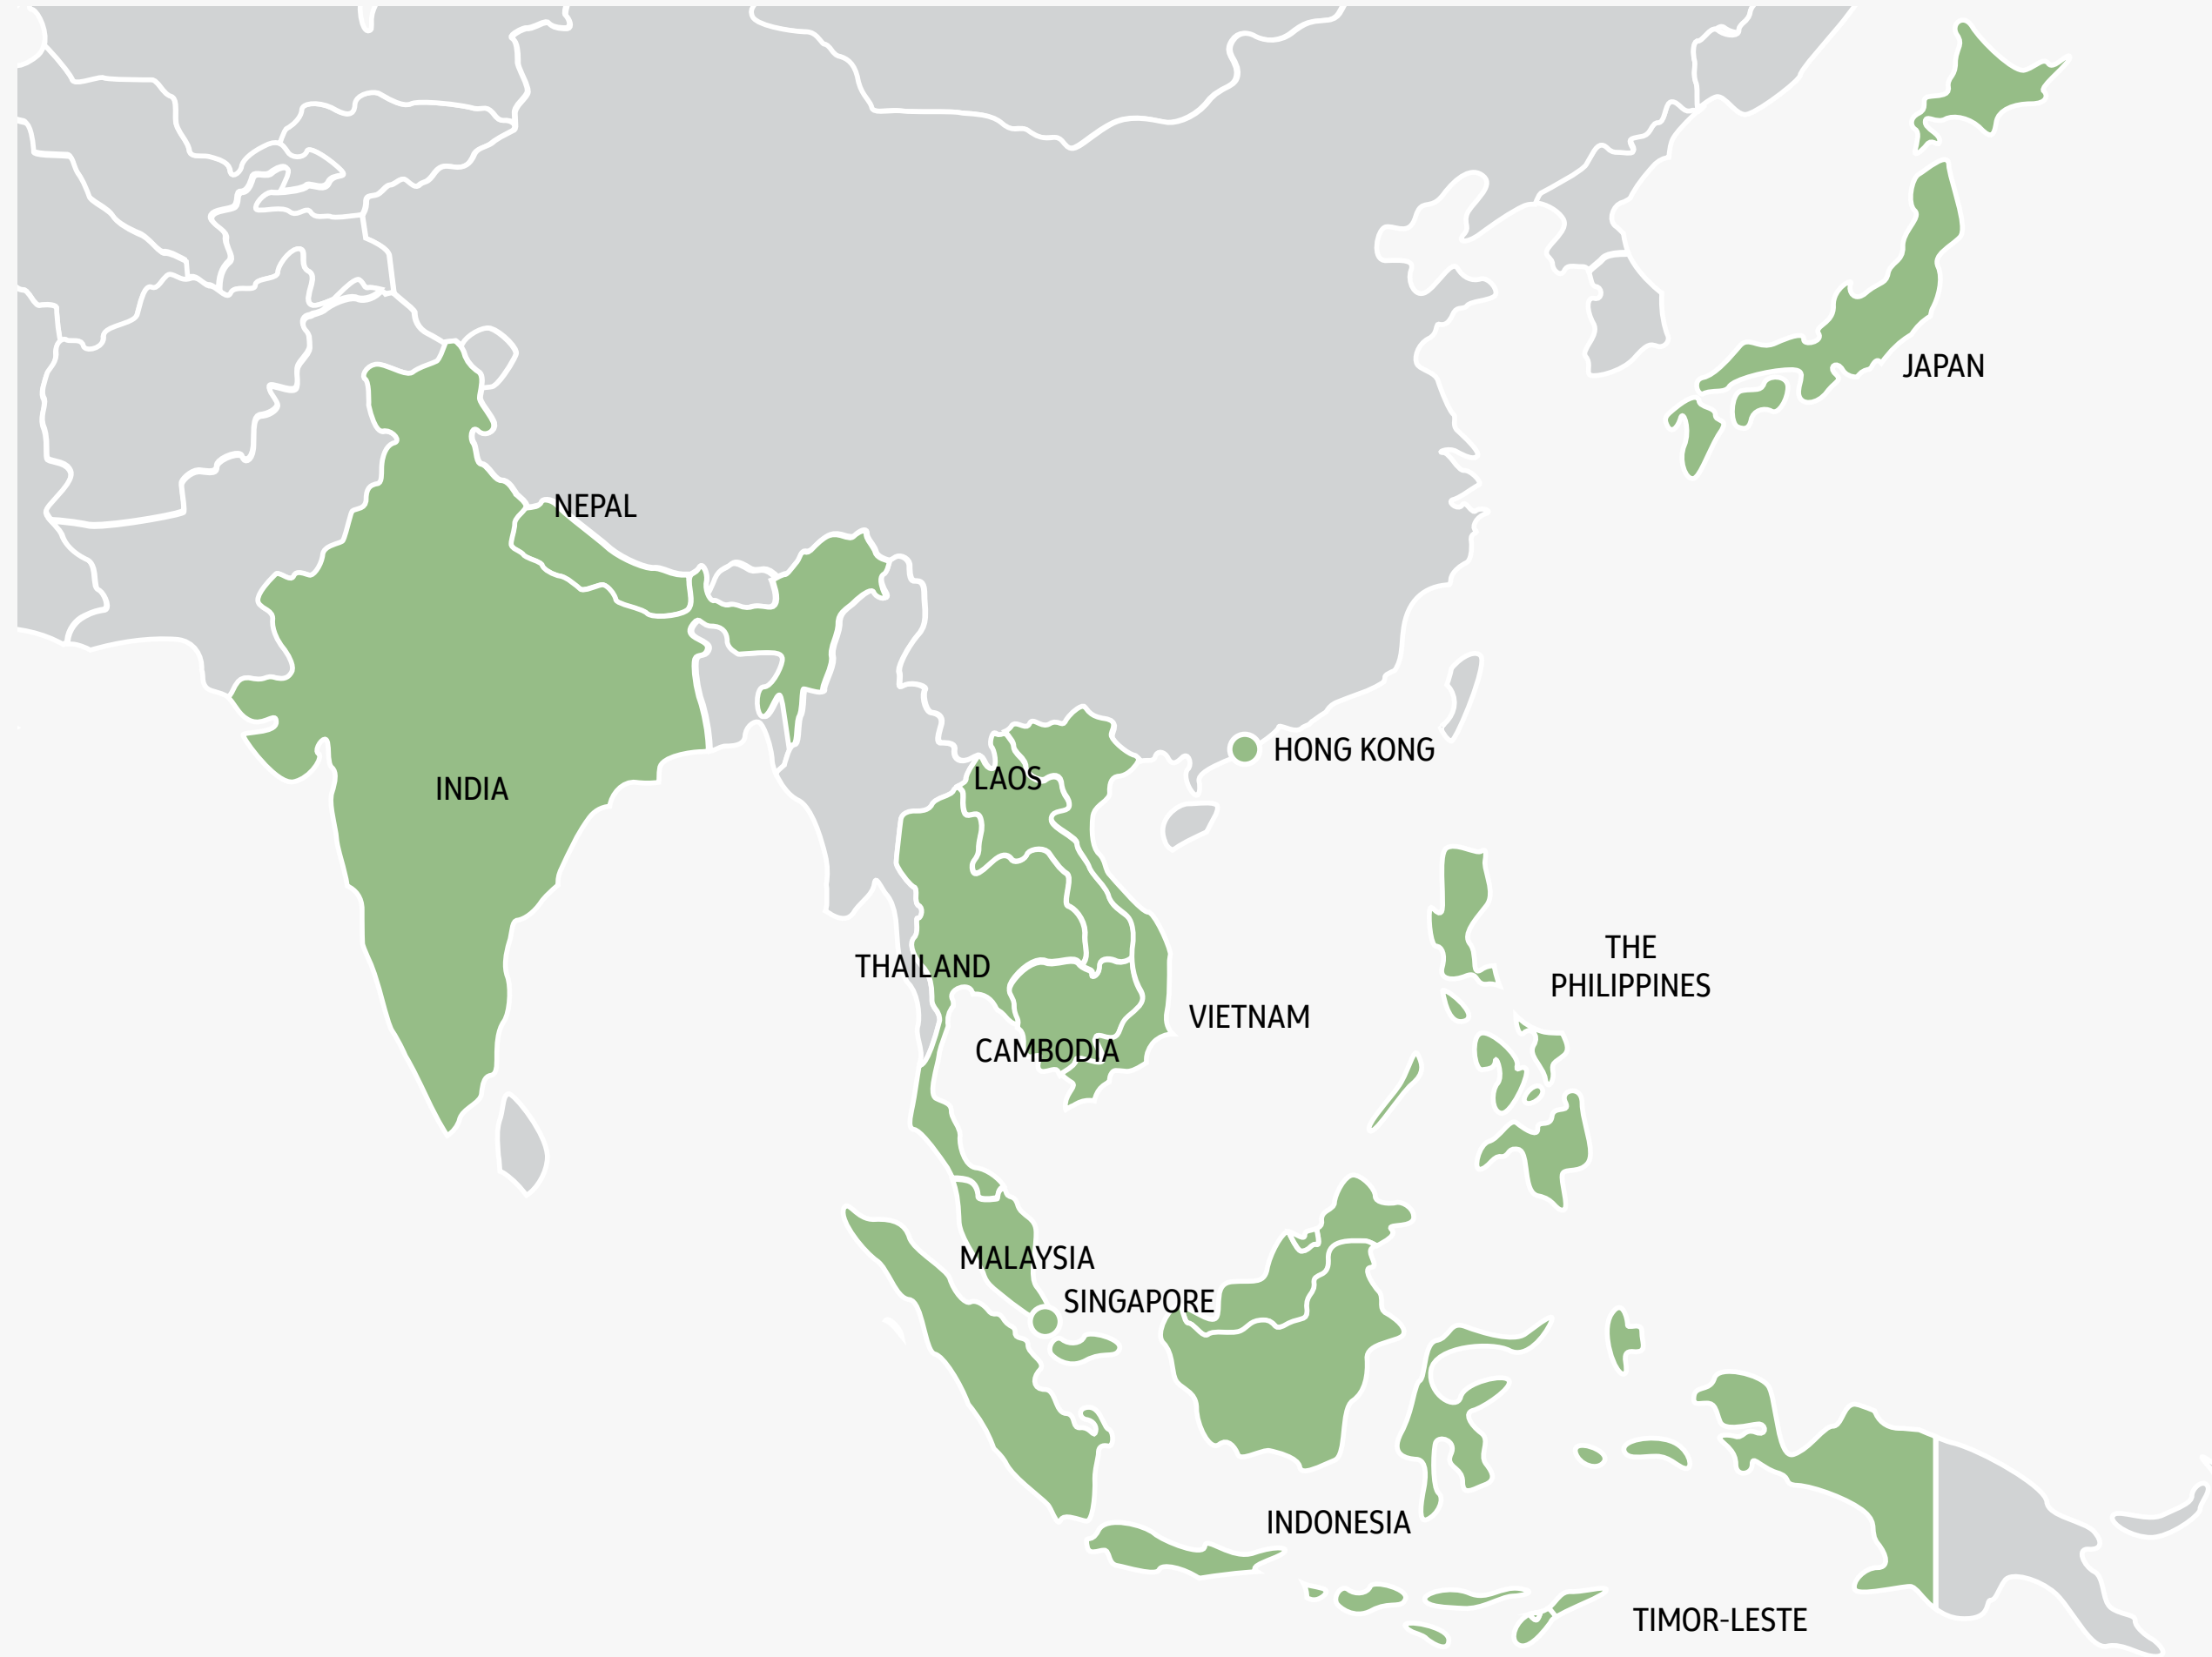 JAPAN
NEPAL
HONG KONG
LAOS
INDIA
THE
PHILIPPINES
THAILAND
VIETNAM
CAMBODIA
MALAYSIA
SINGAPORE
INDONESIA
TIMOR-LESTE